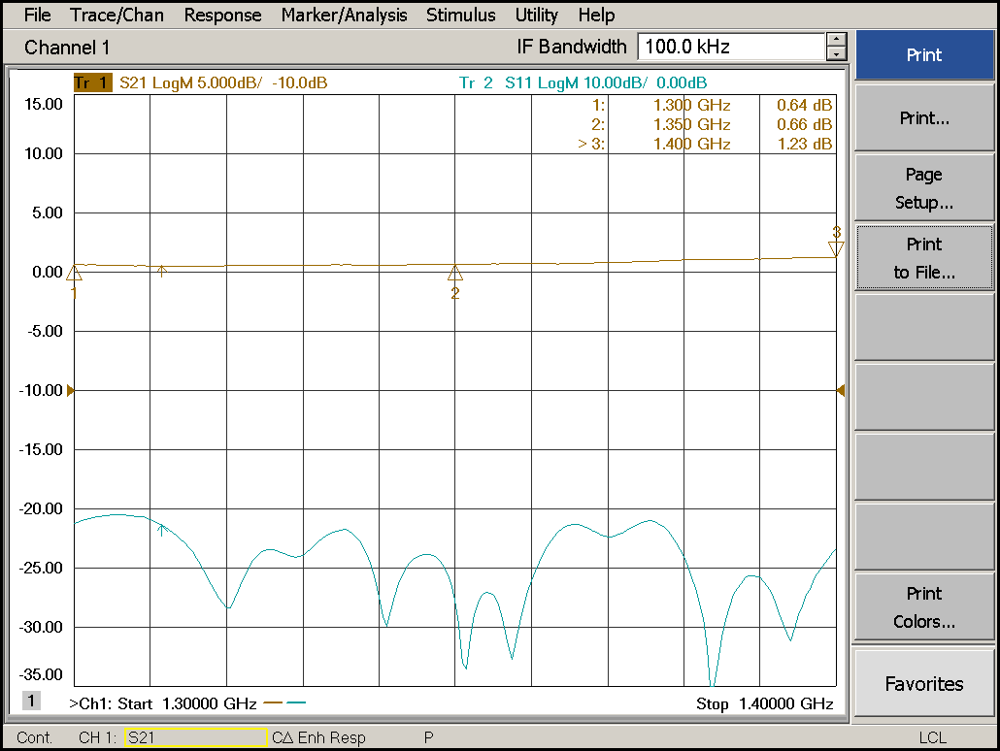 File Trace/Chan Response Marker/Analysis Stimulus Utility Help
Channel 1 IF Bandwidth 100.0 kHz
Print
Print...
Page
Setup...
Print
to File...
Print
Colors...
Favorites
Tr 1 S21 LogM 5.000dB/ -10.0dB Tr 2 S11 LogM 10.00dB/ 0.00dB
1: 1.300 GHz 0.64 dB
2: 1.350 GHz 0.66 dB
> 3: 1.400 GHz 1.23 dB
15.00
10.00
5.00
0.00
-5.00
-10.00
-15.00
-20.00
-25.00
-30.00
-35.00
1
2
3
1 >Ch1: Start 1.30000 GHz Stop 1.40000 GHz
Cont. CH 1: S21 CΔ Enh Resp P LCL